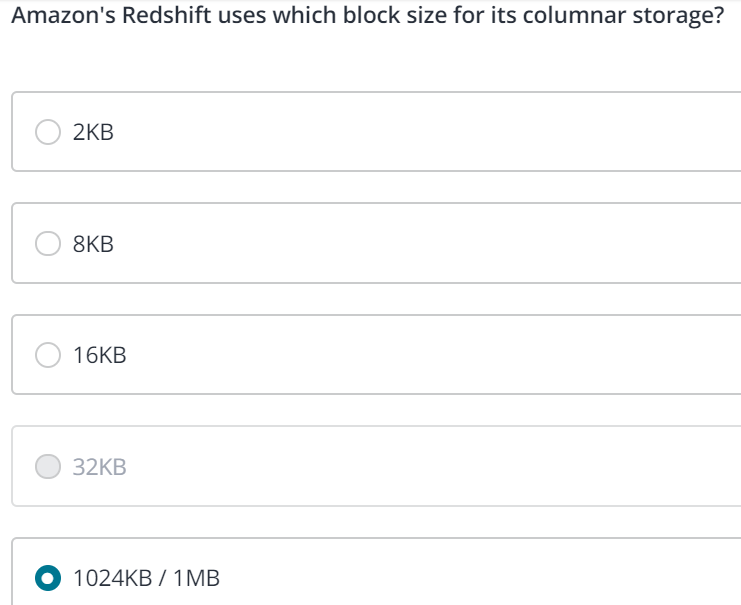 Amazon's Redshift uses which block size for its columnar storage?
2KB
8KB
16KB
32KB
1024KB / 1MB